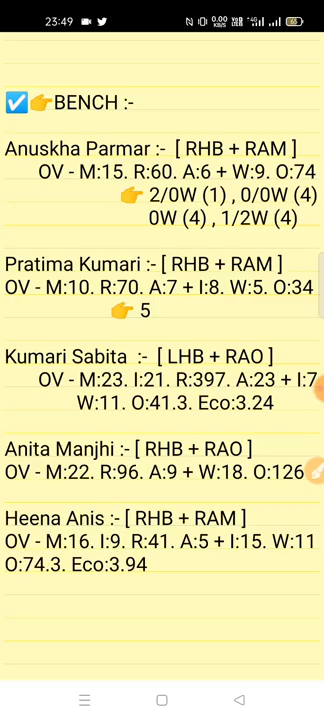 23:49
0.00 KB/S
4G
65
☑👉BENCH :-
Anuskha Parmar :- [ RHB + RAM ]
OV - M:15. R:60. A:6 + W:9. O:74
👉 2/0W (1) , 0/0W (4)
0W (4) , 1/2W (4)
Pratima Kumari :- [ RHB + RAM ]
OV - M:10. R:70. A:7 + I:8. W:5. O:34
👉 5
Kumari Sabita :- [ LHB + RAO ]
OV - M:23. I:21. R:397. A:23 + I:7
W:11. O:41.3. Eco:3.24
Anita Manjhi :- [ RHB + RAO ]
OV - M:22. R:96. A:9 + W:18. O:126
Heena Anis :- [ RHB + RAM ]
OV - M:16. I:9. R:41. A:5 + I:15. W:11
O:74.3. Eco:3.94